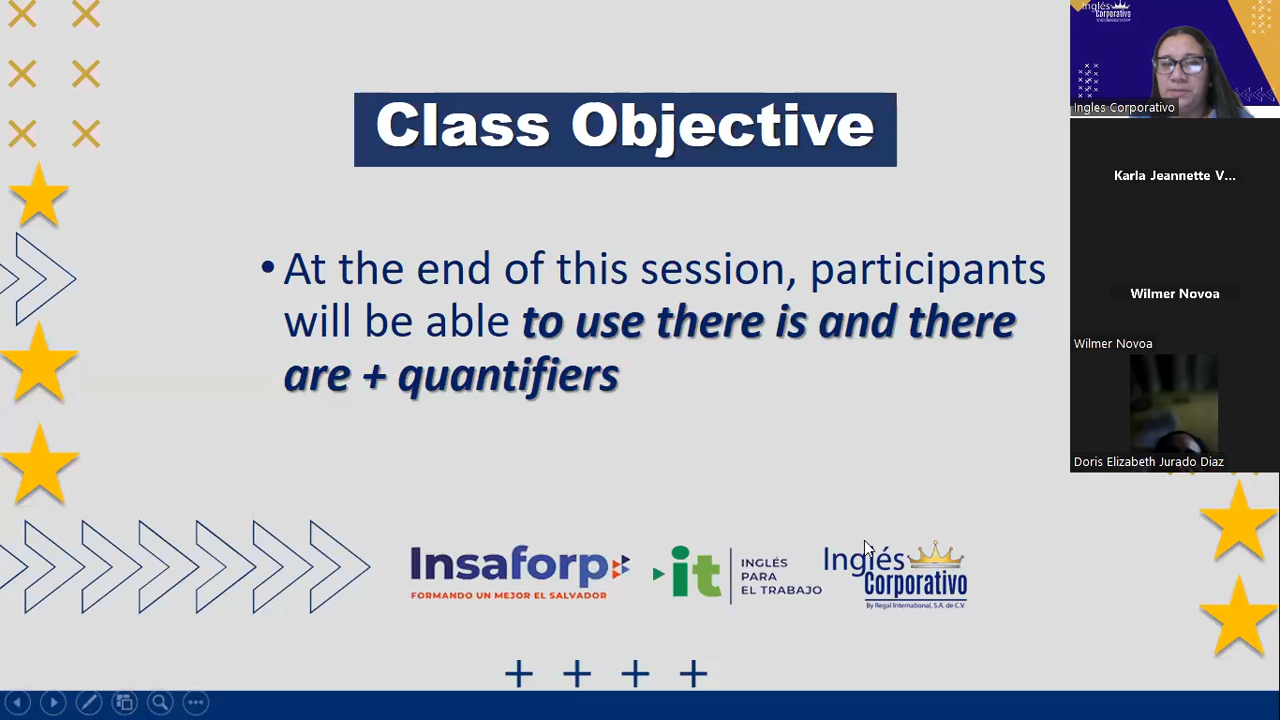 Class Objective
• At the end of this session, participants
will be able to use there is and there
are + quantifiers
Insaforp
FORMANDO UN MEJOR EL SALVADOR
it
INGLÉS
PARA
EL TRABAJO
Inglés
Corporativo
By Regal International, S.A. de C.V.
Inglés
Corporativo
Ingles Corporativo
Karla Jeannette V...
Wilmer Novoa
Wilmer Novoa
Doris Elizabeth Jurado Diaz